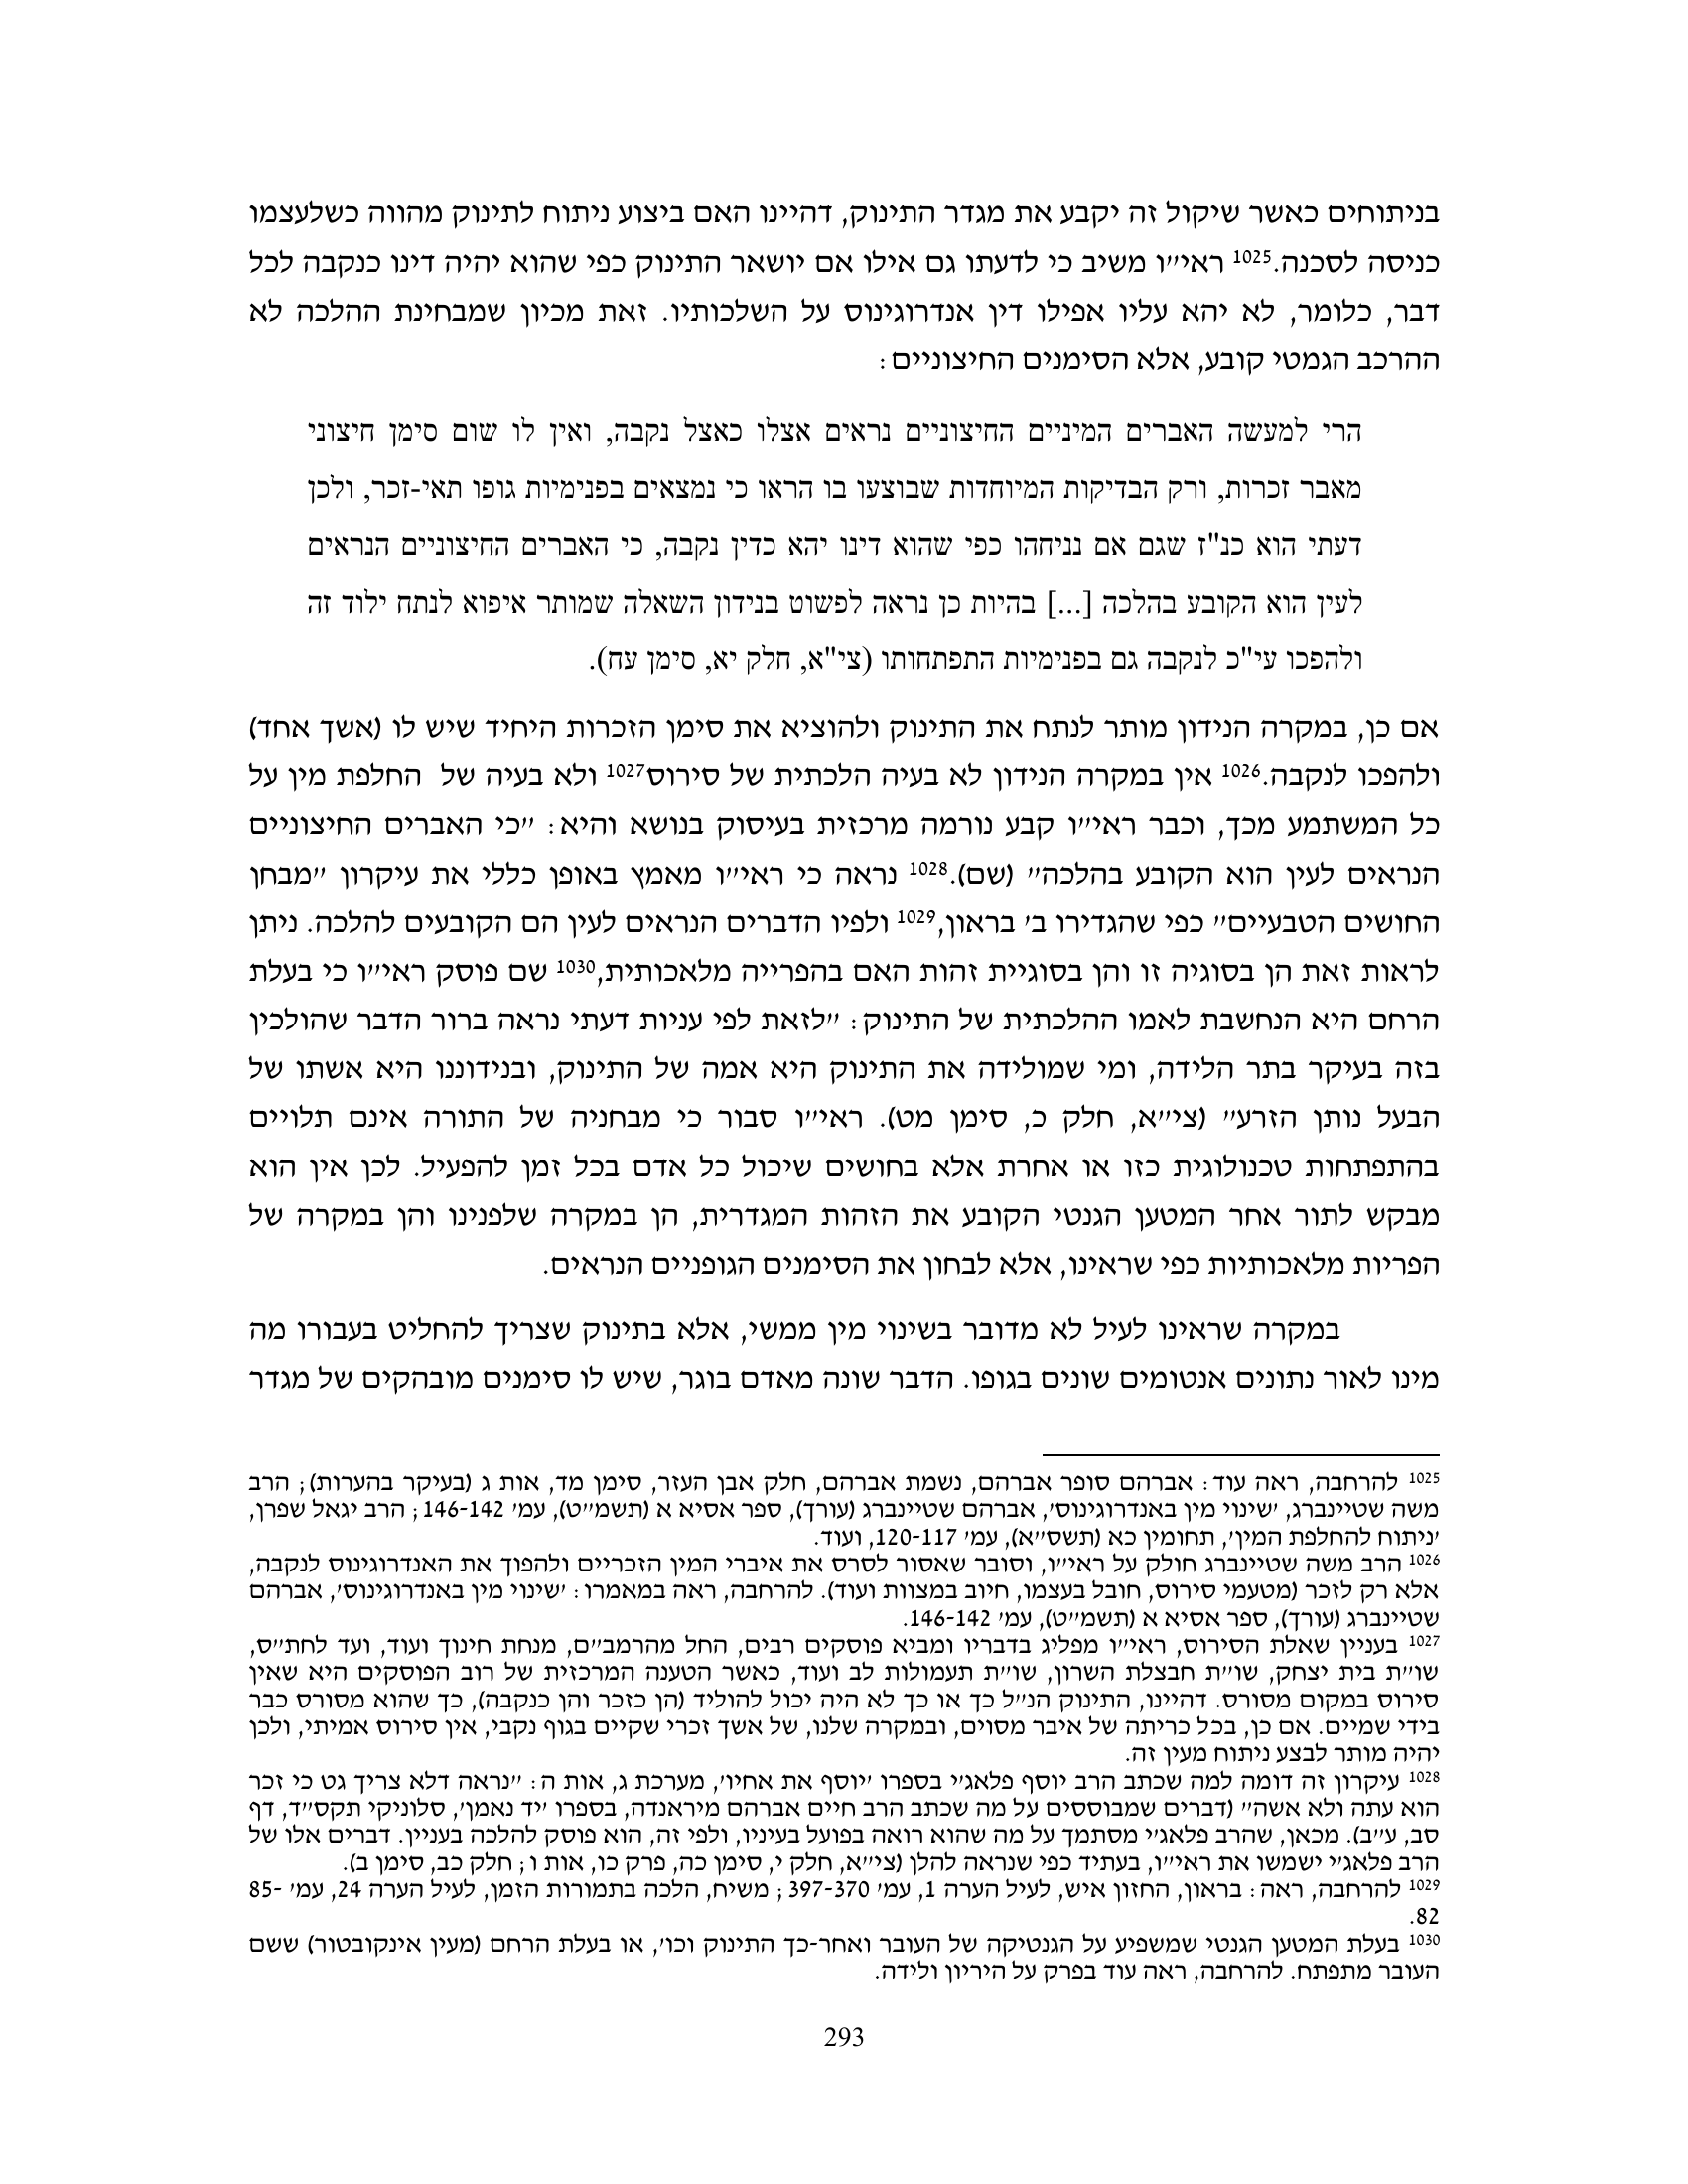 בניתוחים כאשר שיקול זה יקבע את מגדר התינוק, דהיינו האם ביצוע ניתוח לתינוק מהווה כשלעצמו
כניסה לסכנה.1025 ראי״ו משיב כי לדעתו גם אילו אם יושאר התינוק כפי שהוא יהיה דינו כנקבה לכל
דבר, כלומר, לא יהא עליו אפילו דין אנדרוגינוס על השלכותיו. זאת מכיון שמבחינת ההלכה לא
ההרכב הגמטי קובע, אלא הסימנים החיצוניים:
הרי למעשה האברים המיניים החיצוניים נראים אצלו כאצל נקבה, ואין לו שום סימן חיצוני
מאבר זכרות, ורק הבדיקות המיוחדות שבוצעו בו הראו כי נמצאים בפנימיות גופו תאי-זכר, ולכן
דעתי הוא כנ"ז שגם אם נניחהו כפי שהוא דינו יהא כדין נקבה, כי האברים החיצוניים הנראים
לעין הוא הקובע בהלכה [...] בהיות כן נראה לפשוט בנידון השאלה שמותר איפוא לנתח ילוד זה
ולהפכו עי"כ לנקבה גם בפנימיות התפתחותו (צי"א, חלק יא, סימן עח).
אם כן, במקרה הנידון מותר לנתח את התינוק ולהוציא את סימן הזכרות היחיד שיש לו (אשך אחד)
ולהפכו לנקבה.1026 אין במקרה הנידון לא בעיה הלכתית של סירוס1027 ולא בעיה של  החלפת מין על
כל המשתמע מכך, וכבר ראי״ו קבע נורמה מרכזית בעיסוק בנושא והיא: ״כי האברים החיצוניים
הנראים לעין הוא הקובע בהלכה״ (שם).1028 נראה כי ראי״ו מאמץ באופן כללי את עיקרון ״מבחן
החושים הטבעיים״ כפי שהגדירו ב׳ בראון,1029 ולפיו הדברים הנראים לעין הם הקובעים להלכה. ניתן
לראות זאת הן בסוגיה זו והן בסוגיית זהות האם בהפרייה מלאכותית,1030 שם פוסק ראי״ו כי בעלת
הרחם היא הנחשבת לאמו ההלכתית של התינוק: ״לזאת לפי עניות דעתי נראה ברור הדבר שהולכין
בזה בעיקר בתר הלידה, ומי שמולידה את התינוק היא אמה של התינוק, ובנידוננו היא אשתו של
הבעל נותן הזרע״ (צי״א, חלק כ, סימן מט). ראי״ו סבור כי מבחניה של התורה אינם תלויים
בהתפתחות טכנולוגית כזו או אחרת אלא בחושים שיכול כל אדם בכל זמן להפעיל. לכן אין הוא
מבקש לתור אחר המטען הגנטי הקובע את הזהות המגדרית, הן במקרה שלפנינו והן במקרה של
הפריות מלאכותיות כפי שראינו, אלא לבחון את הסימנים הגופניים הנראים.
במקרה שראינו לעיל לא מדובר בשינוי מין ממשי, אלא בתינוק שצריך להחליט בעבורו מה
מינו לאור נתונים אנטומים שונים בגופו. הדבר שונה מאדם בוגר, שיש לו סימנים מובהקים של מגדר
1025 להרחבה, ראה עוד: אברהם סופר אברהם, נשמת אברהם, חלק אבן העזר, סימן מד, אות ג (בעיקר בהערות); הרב
משה שטיינברג, ׳שינוי מין באנדרוגינוס׳, אברהם שטיינברג (עורך), ספר אסיא א (תשמ״ט), עמ׳ 146-142; הרב יגאל שפרן,
׳ניתוח להחלפת המין׳, תחומין כא (תשס״א), עמ׳ 120-117, ועוד.
1026 הרב משה שטיינברג חולק על ראי״ו, וסובר שאסור לסרס את איברי המין הזכריים ולהפוך את האנדרוגינוס לנקבה,
אלא רק לזכר (מטעמי סירוס, חובל בעצמו, חיוב במצוות ועוד). להרחבה, ראה במאמרו: ׳שינוי מין באנדרוגינוס׳, אברהם
שטיינברג (עורך), ספר אסיא א (תשמ״ט), עמ׳ 146-142.
1027 בעניין שאלת הסירוס, ראי״ו מפליג בדבריו ומביא פוסקים רבים, החל מהרמב״ם, מנחת חינוך ועוד, ועד לחת״ס,
שו״ת בית יצחק, שו״ת חבצלת השרון, שו״ת תעמולות לב ועוד, כאשר הטענה המרכזית של רוב הפוסקים היא שאין
סירוס במקום מסורס. דהיינו, התינוק הנ״ל כך או כך לא היה יכול להוליד (הן כזכר והן כנקבה), כך שהוא מסורס כבר
בידי שמיים. אם כן, בכל כריתה של איבר מסוים, ובמקרה שלנו, של אשך זכרי שקיים בגוף נקבי, אין סירוס אמיתי, ולכן
יהיה מותר לבצע ניתוח מעין זה.
1028 עיקרון זה דומה למה שכתב הרב יוסף פלאג׳י בספרו ׳יוסף את אחיו׳, מערכת ג, אות ה: ״נראה דלא צריך גט כי זכר
הוא עתה ולא אשה״ (דברים שמבוססים על מה שכתב הרב חיים אברהם מיראנדה, בספרו ׳יד נאמן׳, סלוניקי תקס״ד, דף
סב, ע״ב). מכאן, שהרב פלאג׳י מסתמך על מה שהוא רואה בפועל בעיניו, ולפי זה, הוא פוסק להלכה בעניין. דברים אלו של
הרב פלאג׳י ישמשו את ראי״ו, בעתיד כפי שנראה להלן (צי״א, חלק י, סימן כה, פרק כו, אות ו; חלק כב, סימן ב).
1029 להרחבה, ראה: בראון, החזון איש, לעיל הערה 1, עמ׳ 397-370; משיח, הלכה בתמורות הזמן, לעיל הערה 24, עמ׳ 85-
82.
1030 בעלת המטען הגנטי שמשפיע על הגנטיקה של העובר ואחר-כך התינוק וכו׳, או בעלת הרחם (מעין אינקובטור) ששם
העובר מתפתח. להרחבה, ראה עוד בפרק על היריון ולידה.
293